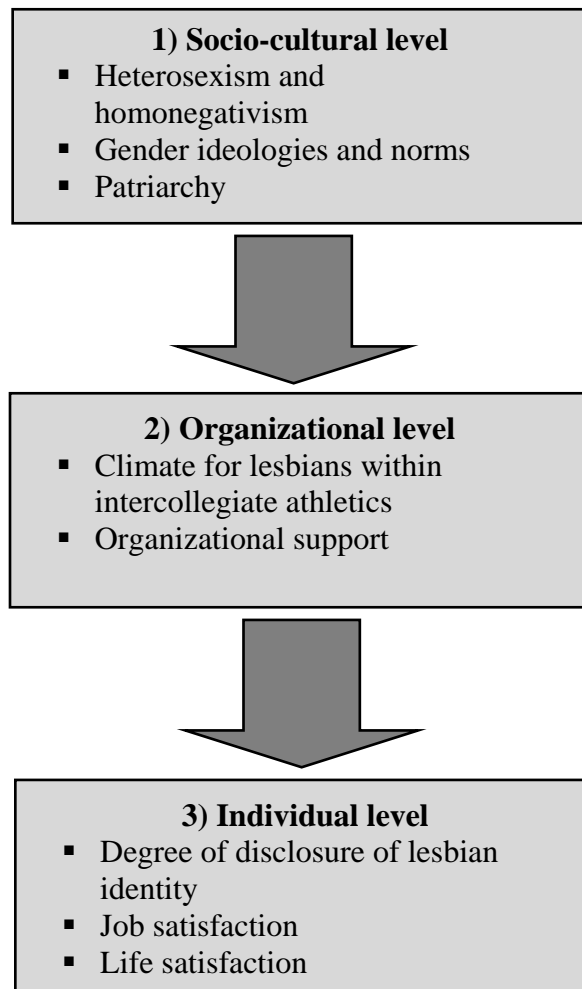 1) Socio-cultural level
▪ Heterosexism and
homonegativism
▪ Gender ideologies and norms
▪ Patriarchy
2) Organizational level
▪ Climate for lesbians within
intercollegiate athletics
▪ Organizational support
3) Individual level
▪ Degree of disclosure of lesbian
identity
▪ Job satisfaction
▪ Life satisfaction